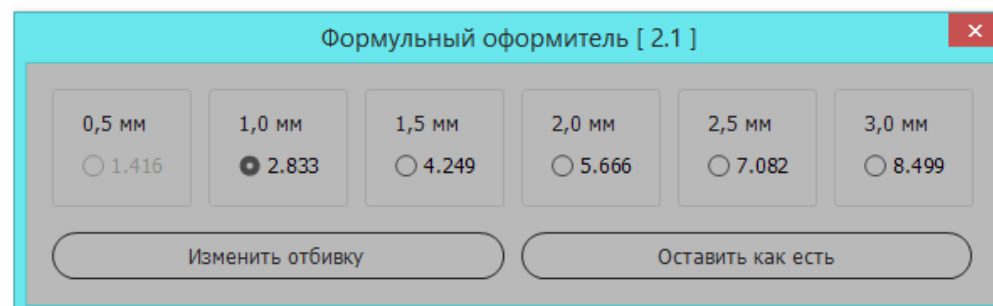 Формульный оформитель [ 2.1 ]
0,5 мм 1,0 мм 1,5 мм 2,0 мм 2,5 мм 3,0 мм
1.416 2.833 4.249 5.666 7.082 8.499
Изменить отбивку Оставить как есть